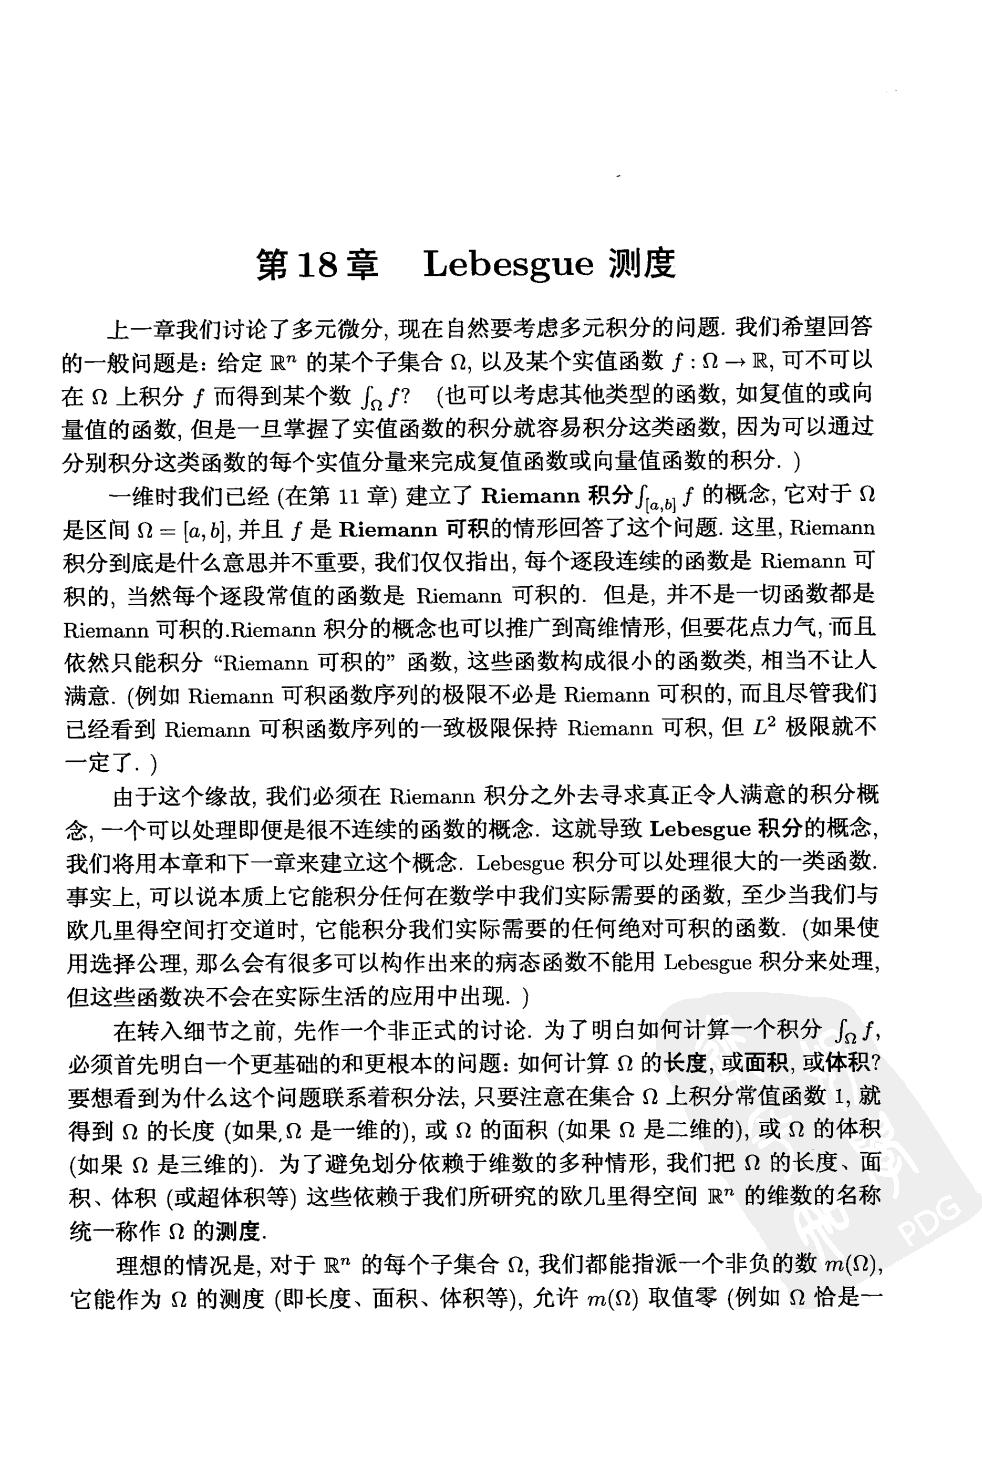 第18章 Lebesgue 测度
上一章我们讨论了多元微分, 现在自然要考虑多元积分的问题. 我们希望回答
的一般问题是: 给定 ℝⁿ 的某个子集合 Ω, 以及某个实值函数 f : Ω → ℝ, 可不可以
在 Ω 上积分 f 而得到某个数 ∫_Ω f? (也可以考虑其他类型的函数, 如复值的或向
量值的函数, 但是一旦掌握了实值函数的积分就容易积分这类函数, 因为可以通过
分别积分这类函数的每个实值分量来完成复值函数或向量值函数的积分. )
一维时我们已经 (在第 11 章) 建立了 Riemann 积分∫_[a,b] f 的概念, 它对于 Ω
是区间 Ω = [a, b], 并且 f 是 Riemann 可积的情形回答了这个问题. 这里, Riemann
积分到底是什么意思并不重要, 我们仅仅指出, 每个逐段连续的函数是 Riemann 可
积的, 当然每个逐段常值的函数是 Riemann 可积的. 但是, 并不是一切函数都是
Riemann 可积的.Riemann 积分的概念也可以推广到高维情形, 但要花点力气, 而且
依然只能积分 “Riemann 可积的” 函数, 这些函数构成很小的函数类, 相当不让人
满意. (例如 Riemann 可积函数序列的极限不必是 Riemann 可积的, 而且尽管我们
已经看到 Riemann 可积函数序列的一致极限保持 Riemann 可积, 但 L² 极限就不
一定了. )
由于这个缘故, 我们必须在 Riemann 积分之外去寻求真正令人满意的积分概
念, 一个可以处理即便是很不连续的函数的概念. 这就导致 Lebesgue 积分的概念,
我们将用本章和下一章来建立这个概念. Lebesgue 积分可以处理很大的一类函数.
事实上, 可以说本质上它能积分任何在数学中我们实际需要的函数, 至少当我们与
欧几里得空间打交道时, 它能积分我们实际需要的任何绝对可积的函数. (如果使
用选择公理, 那么会有很多可以构作出来的病态函数不能用 Lebesgue 积分来处理,
但这些函数决不会在实际生活的应用中出现. )
在转入细节之前, 先作一个非正式的讨论. 为了明白如何计算一个积分 ∫_Ω f,
必须首先明白一个更基础的和更根本的问题: 如何计算 Ω 的长度, 或面积, 或体积?
要想看到为什么这个问题联系着积分法, 只要注意在集合 Ω 上积分常值函数 1, 就
得到 Ω 的长度 (如果 Ω 是一维的), 或 Ω 的面积 (如果 Ω 是二维的), 或 Ω 的体积
(如果 Ω 是三维的). 为了避免划分依赖于维数的多种情形, 我们把 Ω 的长度、面
积、体积 (或超体积等) 这些依赖于我们所研究的欧几里得空间 ℝⁿ 的维数的名称
统一称作 Ω 的测度.
理想的情况是, 对于 ℝⁿ 的每个子集合 Ω, 我们都能指派一个非负的数 m(Ω),
它能作为 Ω 的测度 (即长度、面积、体积等), 允许 m(Ω) 取值零 (例如 Ω 恰是一
PDG